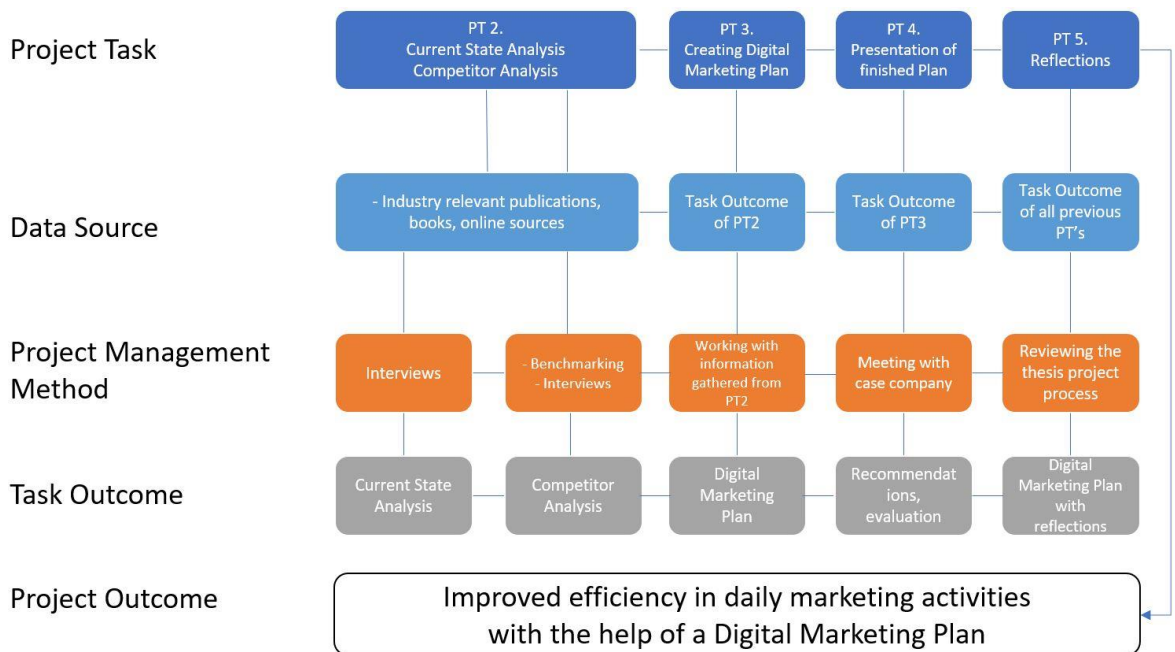 Project Task
PT 2.
Current State Analysis
Competitor Analysis
PT 3.
Creating Digital
Marketing Plan
PT 4.
Presentation of
finished Plan
PT 5.
Reflections
Data Source
- Industry relevant publications,
books, online sources
Task Outcome
of PT2
Task Outcome
of PT3
Task Outcome
of all previous
PT's
Project Management
Method
Interviews
- Benchmarking
- Interviews
Working with
information
gathered from
PT2
Meeting with
case company
Reviewing the
thesis project
process
Task Outcome
Current State
Analysis
Competitor
Analysis
Digital
Marketing
Plan
Recommendat
ions,
evaluation
Digital
Marketing Plan
with
reflections
Project Outcome
Improved efficiency in daily marketing activities
with the help of a Digital Marketing Plan